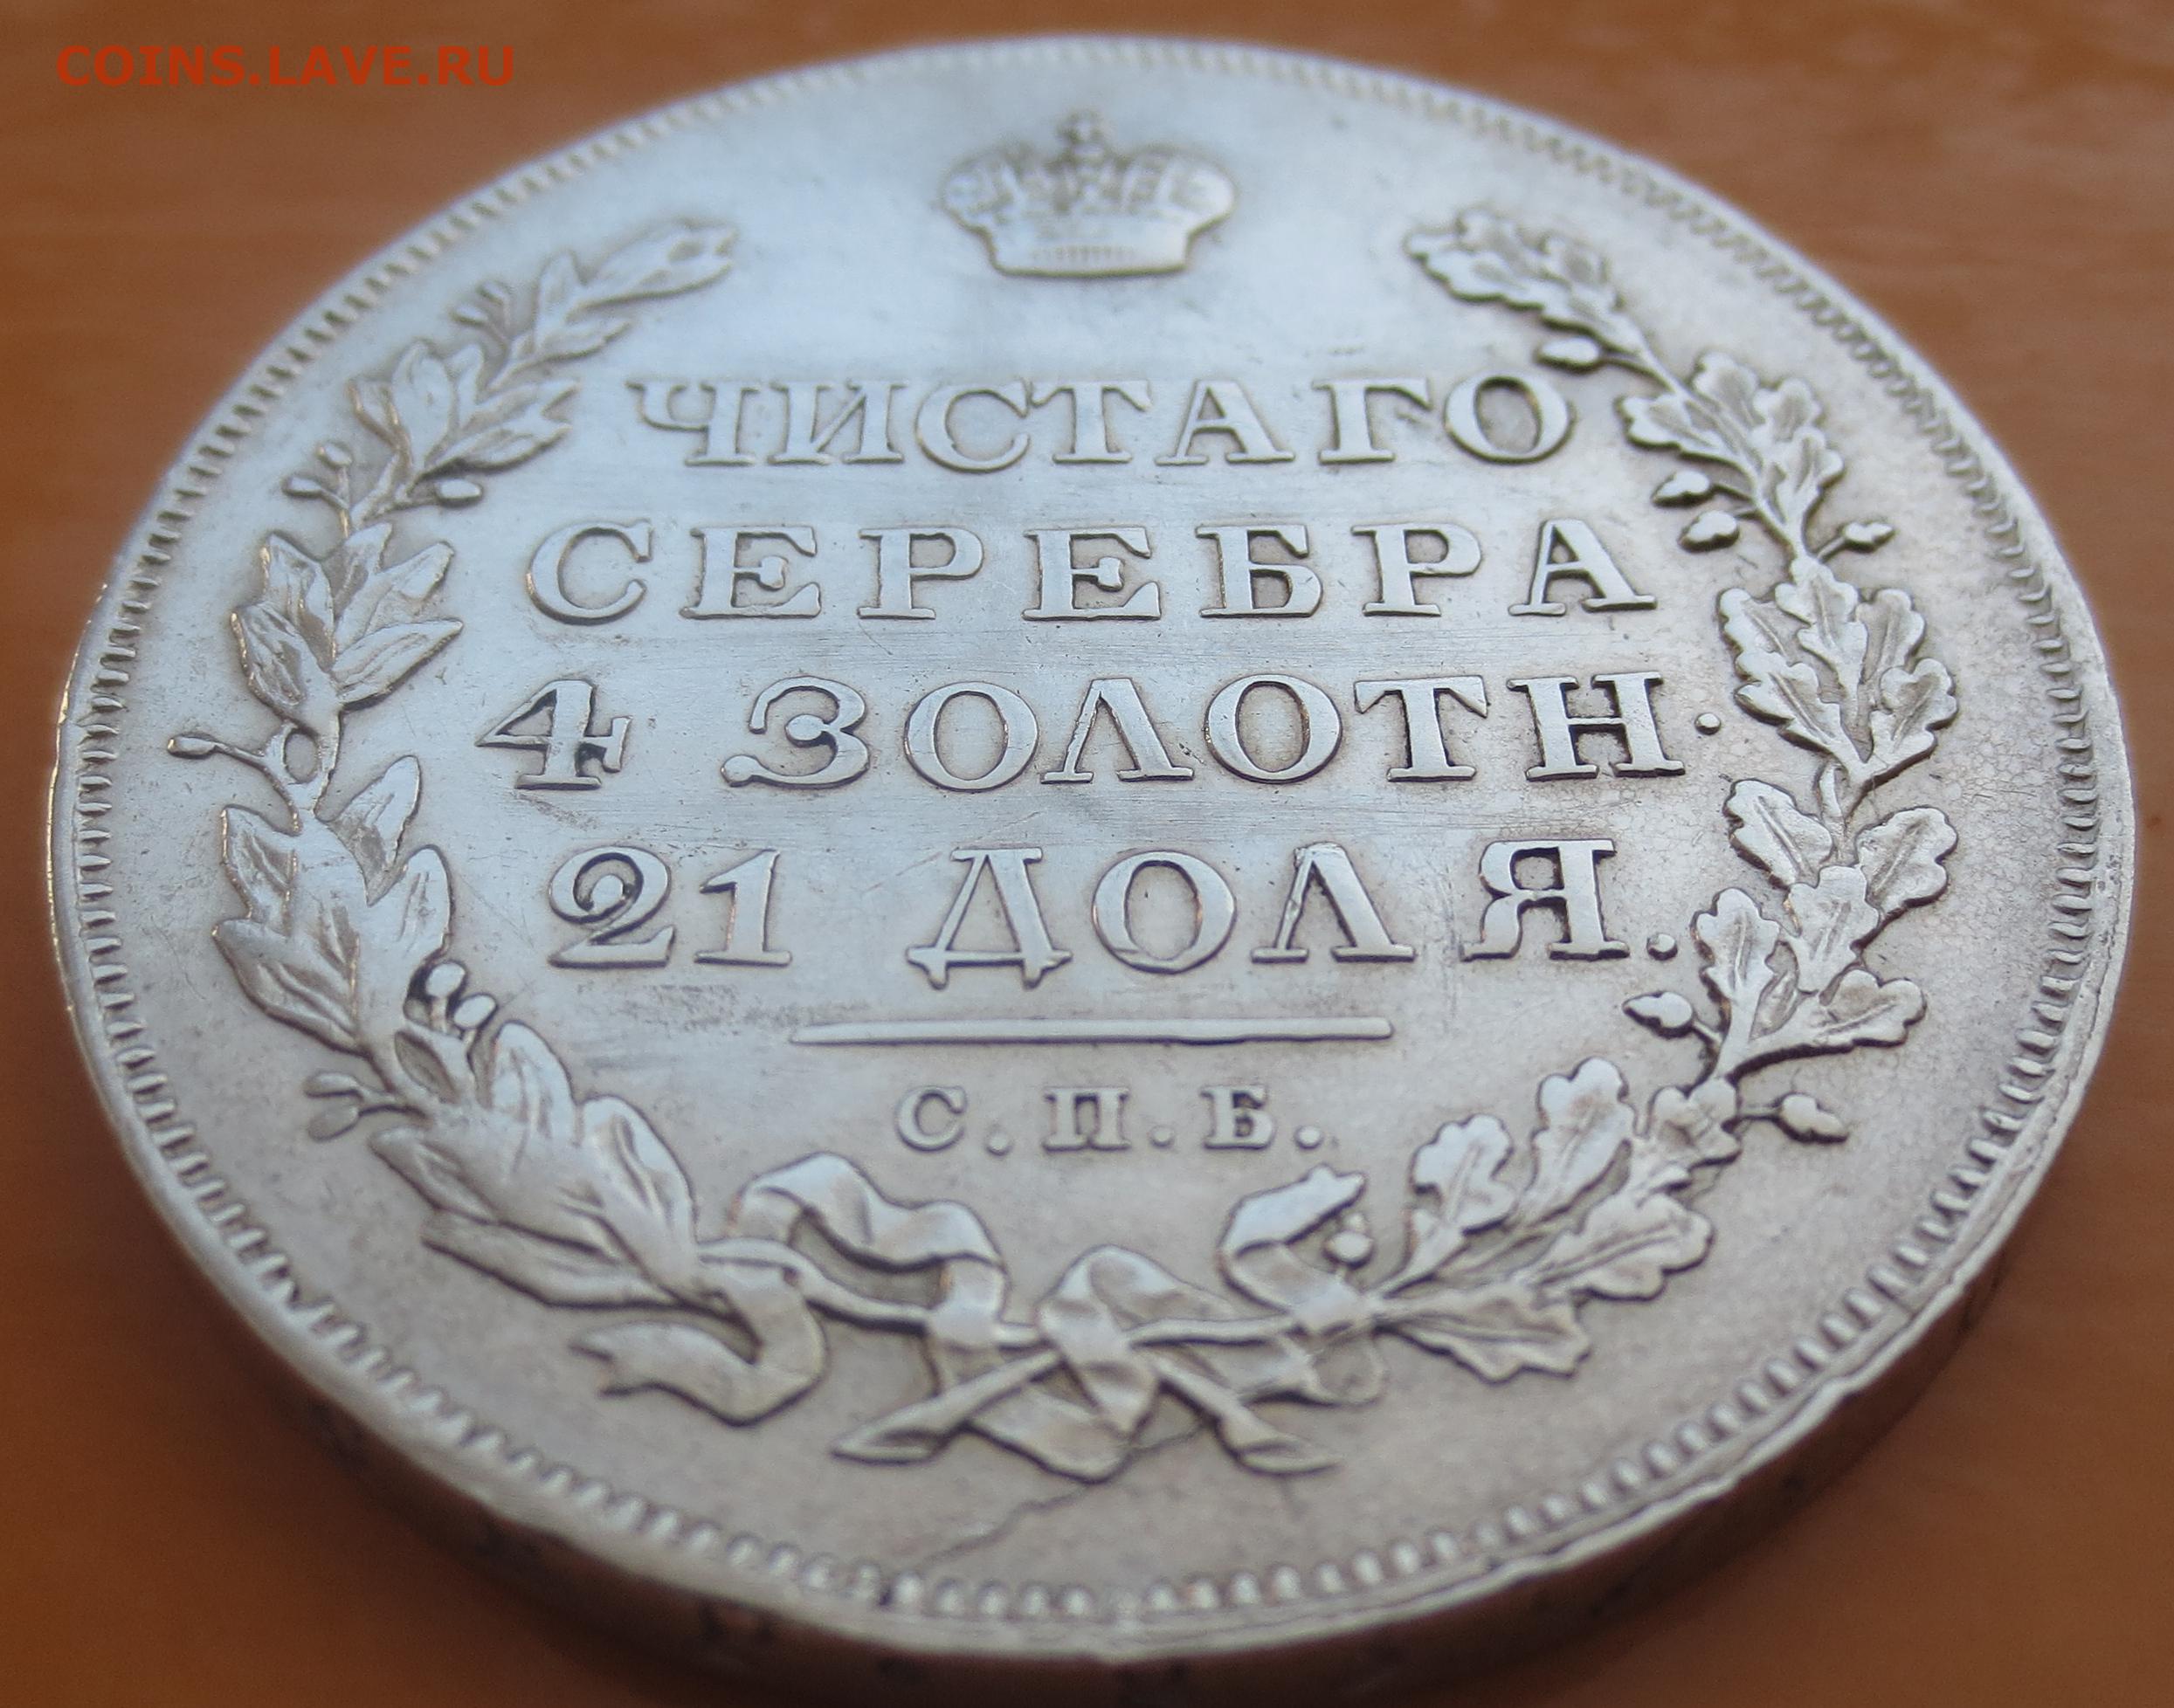 COINS.LAVE.RU
ЧИСТАГО
СЕРЕБРА
4 ЗОЛОТН.
21 ДОЛЯ.
С.П.Б.